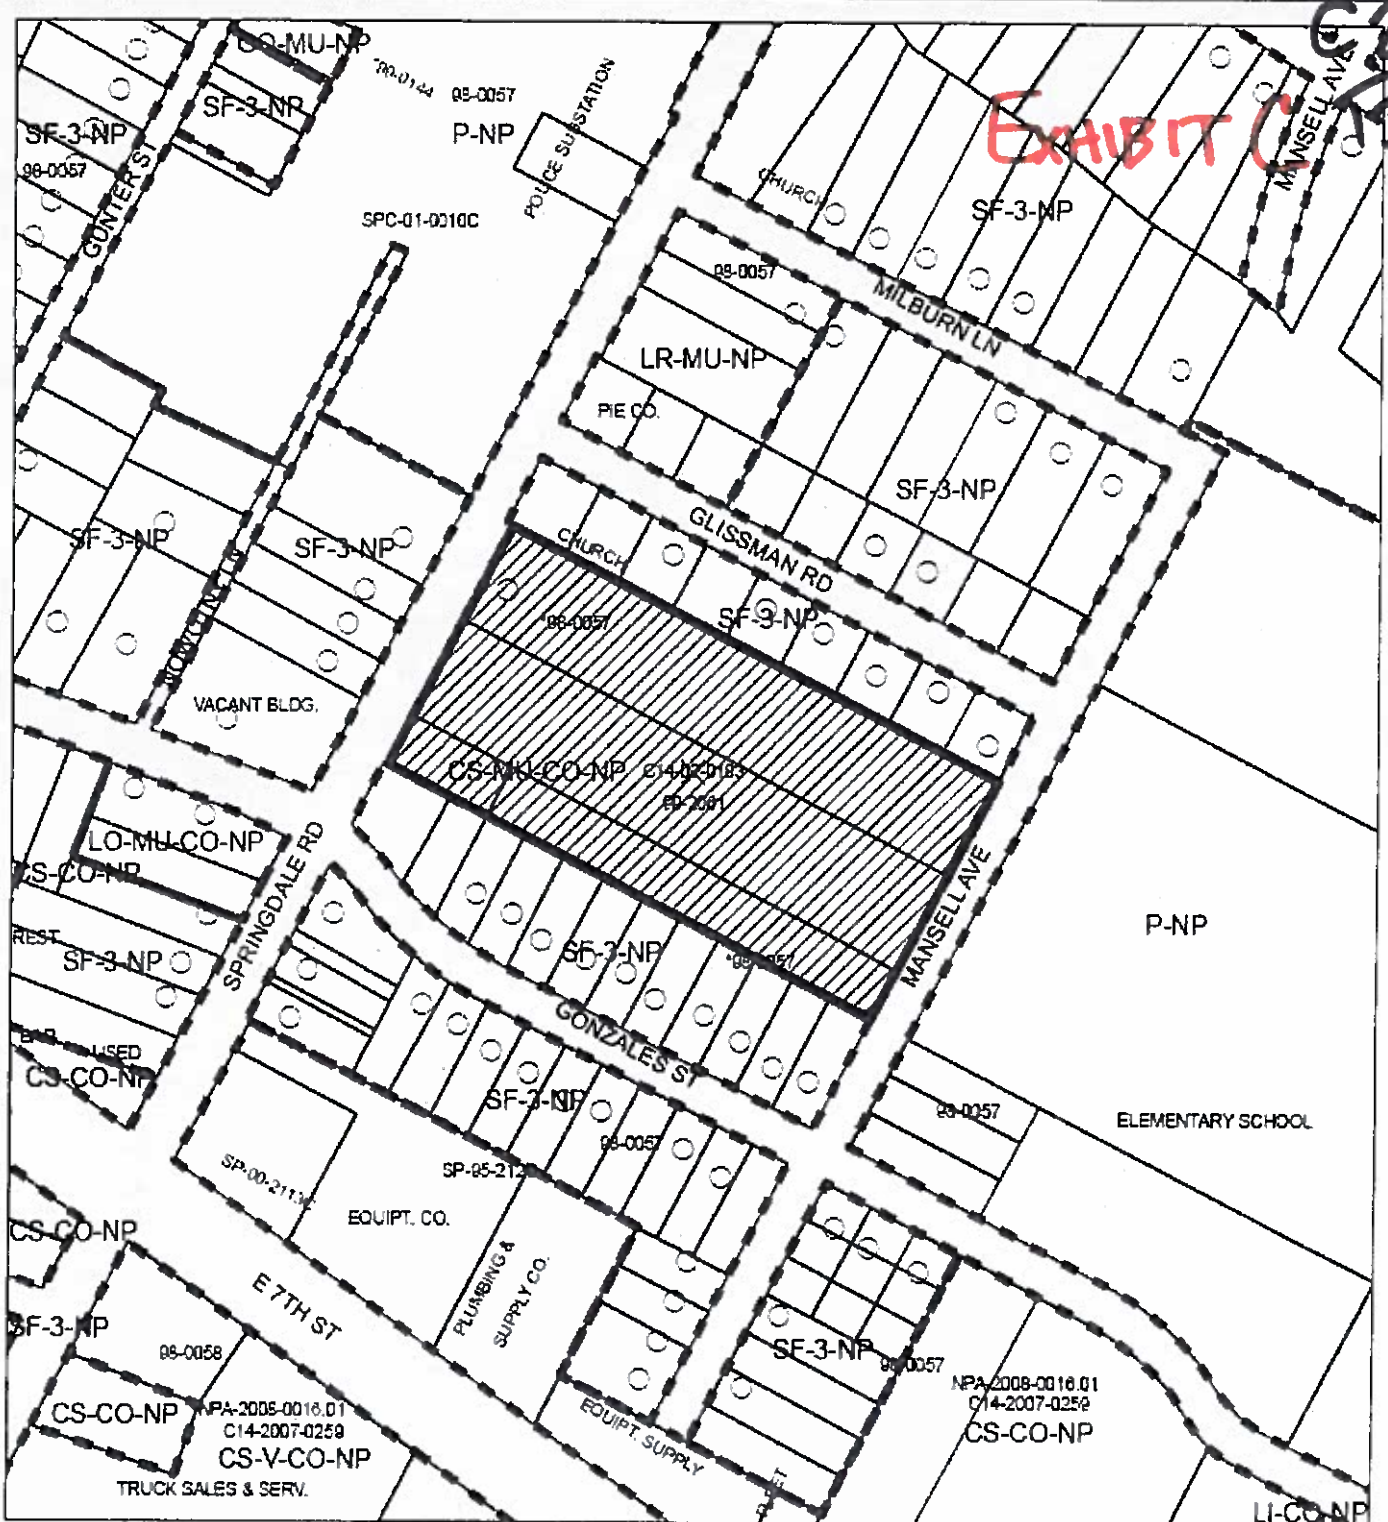 EXHIBIT C
GO-MU-NP
SF-3-NP
SF-3-NP
98-0057
GUNTER ST
98-0057
P-NP
POLICE SUBSTATION
SPC-01-0010C
CHURCH
SF-3-NP
MANSELL AVE
98-0057
MILBURN LN
LR-MU-NP
PIE CO.
SF-3-NP
GLISSMAN RD
SF-3-NP
SF-3-NP
CHURCH
*98-0057
SF-3-NP
VACANT BLDG.
CS-MU-CO-NP
C14-02-0183
MANSELL AVE
P-NP
LO-MU-CO-NP
CS-CO-NP
SPRINGDALE RD
REST
SF-3-NP
SF-3-NP
GONZALES ST
USED
CS-CO-NP
SF-3-NP
98-0057
98-0057
ELEMENTARY SCHOOL
SP-95-212
EQUIPT. CO.
PLUMBING &
SUPPLY CO.
CS-CO-NP
E 7TH ST
SF-3-NP
98-0058
SF-3-NP
98-0057
NPA-2008-0016.01
C14-2007-0259
CS-CO-NP
CS-CO-NP
NPA-2008-0016.01
C14-2007-0259
CS-V-CO-NP
EQUIPT. SUPPLY
TRUCK SALES & SERV.
LI-CO-NP